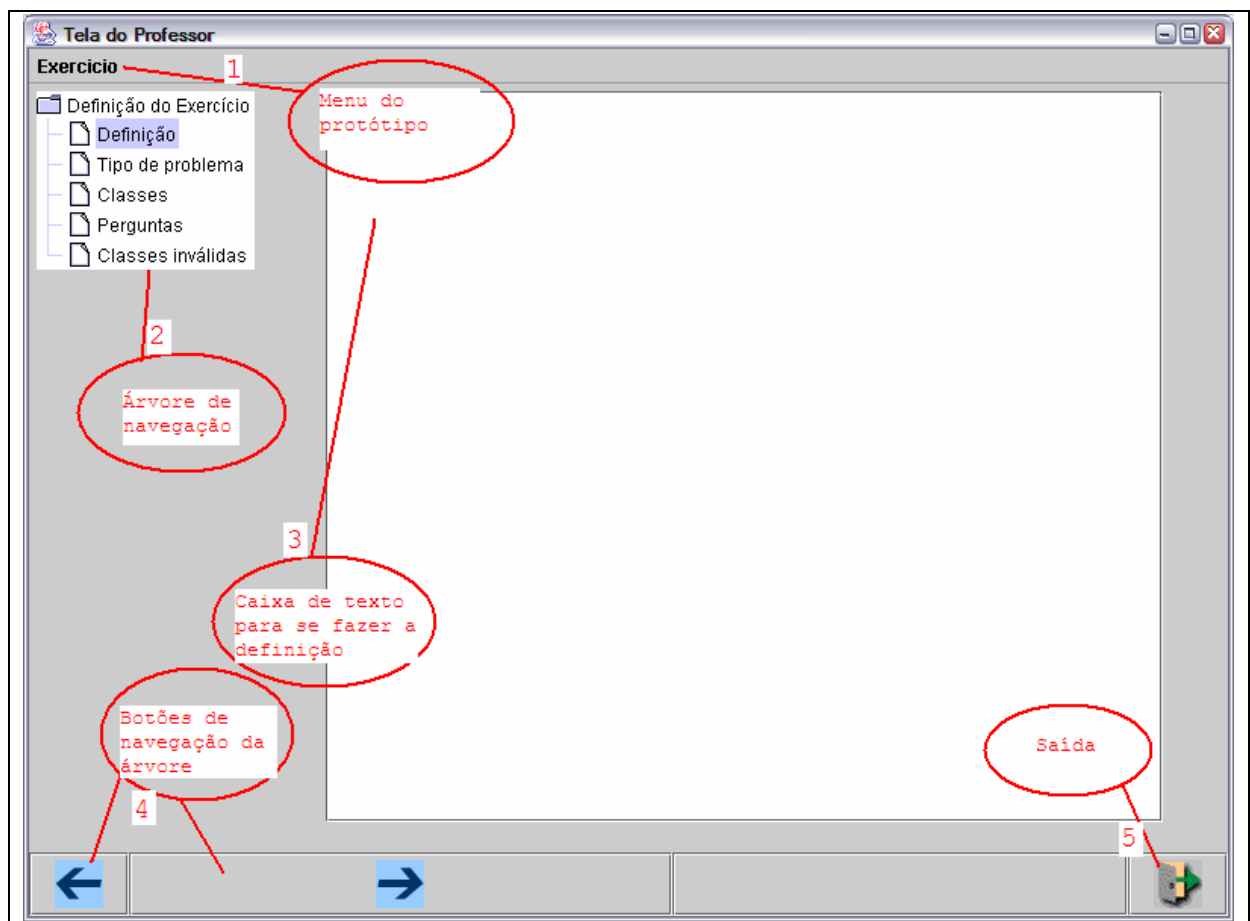 Tela do Professor
Exercicio
1
Menu do
protótipo
Definição do Exercício
Definição
Tipo de problema
Classes
Perguntas
Classes inválidas
2
Árvore de
navegação
3
Caixa de texto
para se fazer a
definição
Botões de
navegação da
árvore
4
Saída
5